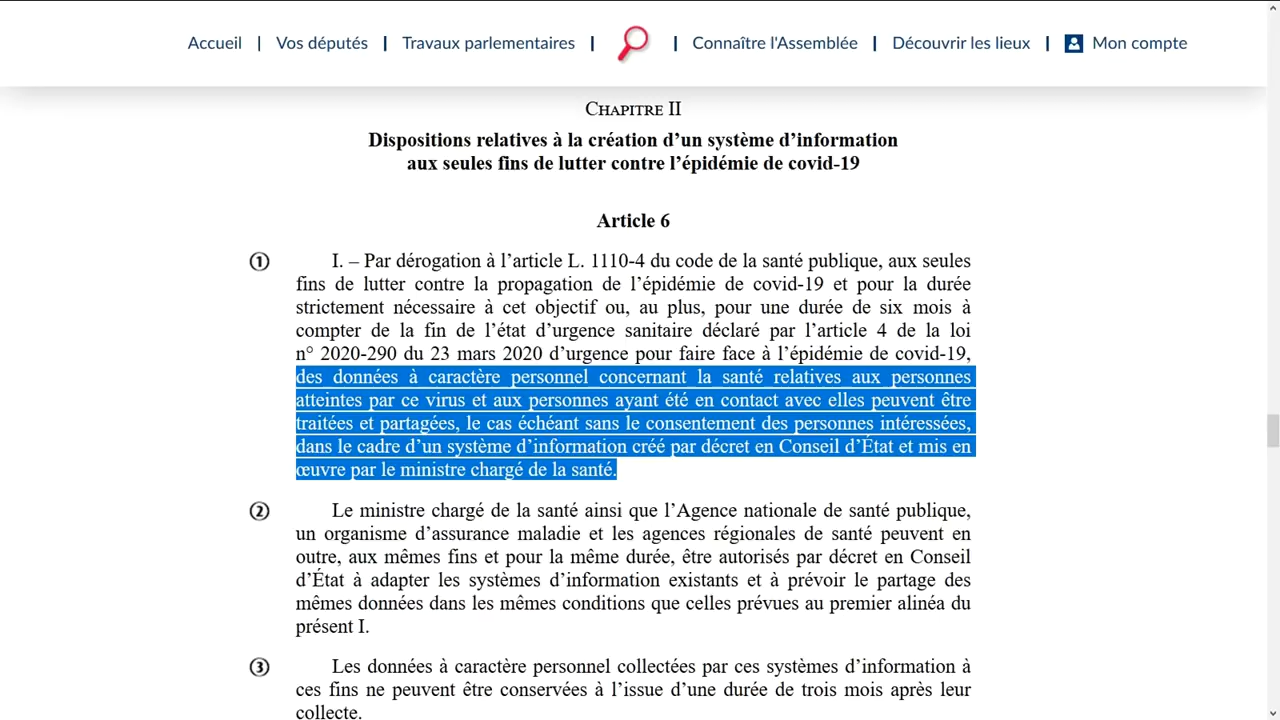 Accueil | Vos députés | Travaux parlementaires | | Connaître l'Assemblée | Découvrir les lieux | Mon compte
CHAPITRE II
Dispositions relatives à la création d’un système d’information
aux seules fins de lutter contre l’épidémie de covid-19
Article 6
① I. – Par dérogation à l’article L. 1110-4 du code de la santé publique, aux seules
fins de lutter contre la propagation de l’épidémie de covid-19 et pour la durée
strictement nécessaire à cet objectif ou, au plus, pour une durée de six mois à
compter de la fin de l’état d’urgence sanitaire déclaré par l’article 4 de la loi
n° 2020-290 du 23 mars 2020 d’urgence pour faire face à l’épidémie de covid-19,
des données à caractère personnel concernant la santé relatives aux personnes
atteintes par ce virus et aux personnes ayant été en contact avec elles peuvent être
traitées et partagées, le cas échéant sans le consentement des personnes intéressées,
dans le cadre d’un système d’information créé par décret en Conseil d’État et mis en
œuvre par le ministre chargé de la santé.
② Le ministre chargé de la santé ainsi que l’Agence nationale de santé publique,
un organisme d’assurance maladie et les agences régionales de santé peuvent en
outre, aux mêmes fins et pour la même durée, être autorisés par décret en Conseil
d’État à adapter les systèmes d’information existants et à prévoir le partage des
mêmes données dans les mêmes conditions que celles prévues au premier alinéa du
présent I.
③ Les données à caractère personnel collectées par ces systèmes d’information à
ces fins ne peuvent être conservées à l’issue d’une durée de trois mois après leur
collecte.